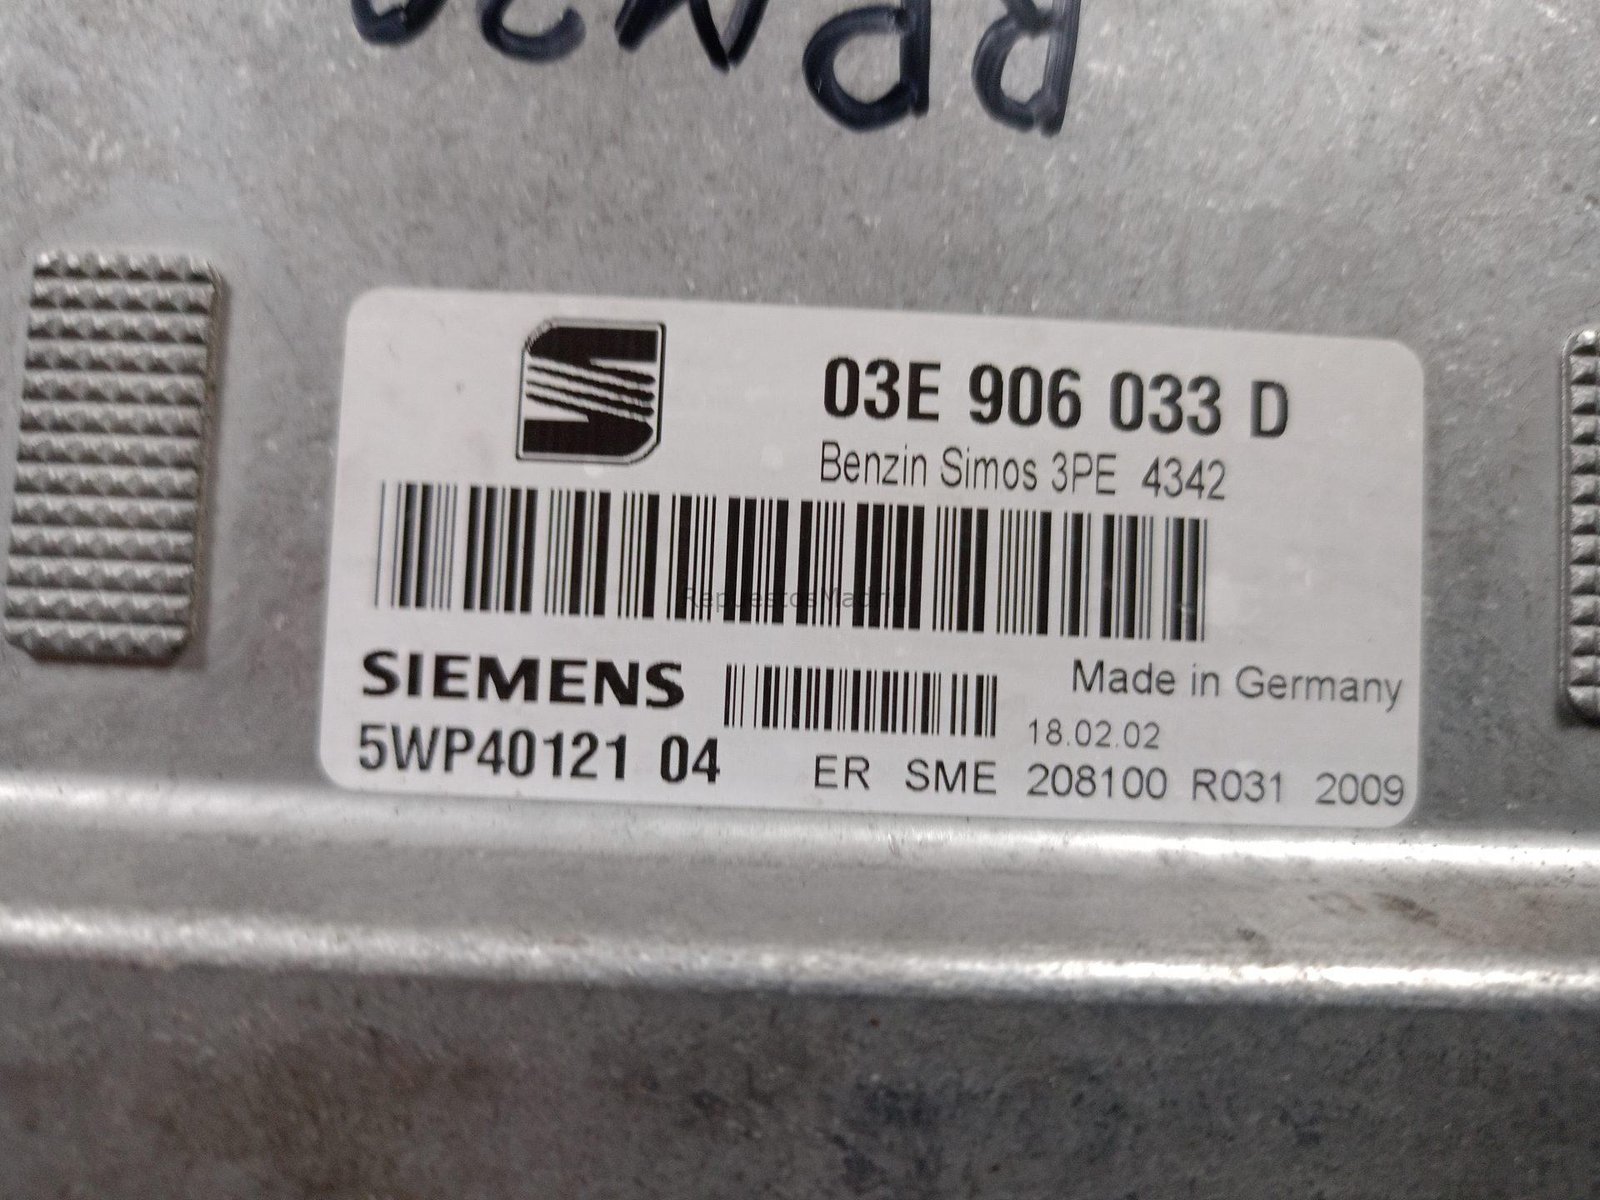 03E 906 033 D
Benzin Simos 3PE 4342
RepuestosMadrid
SIEMENS
Made in Germany
18.02.02
5WP40121 04
ER SME 208100 R031 2009